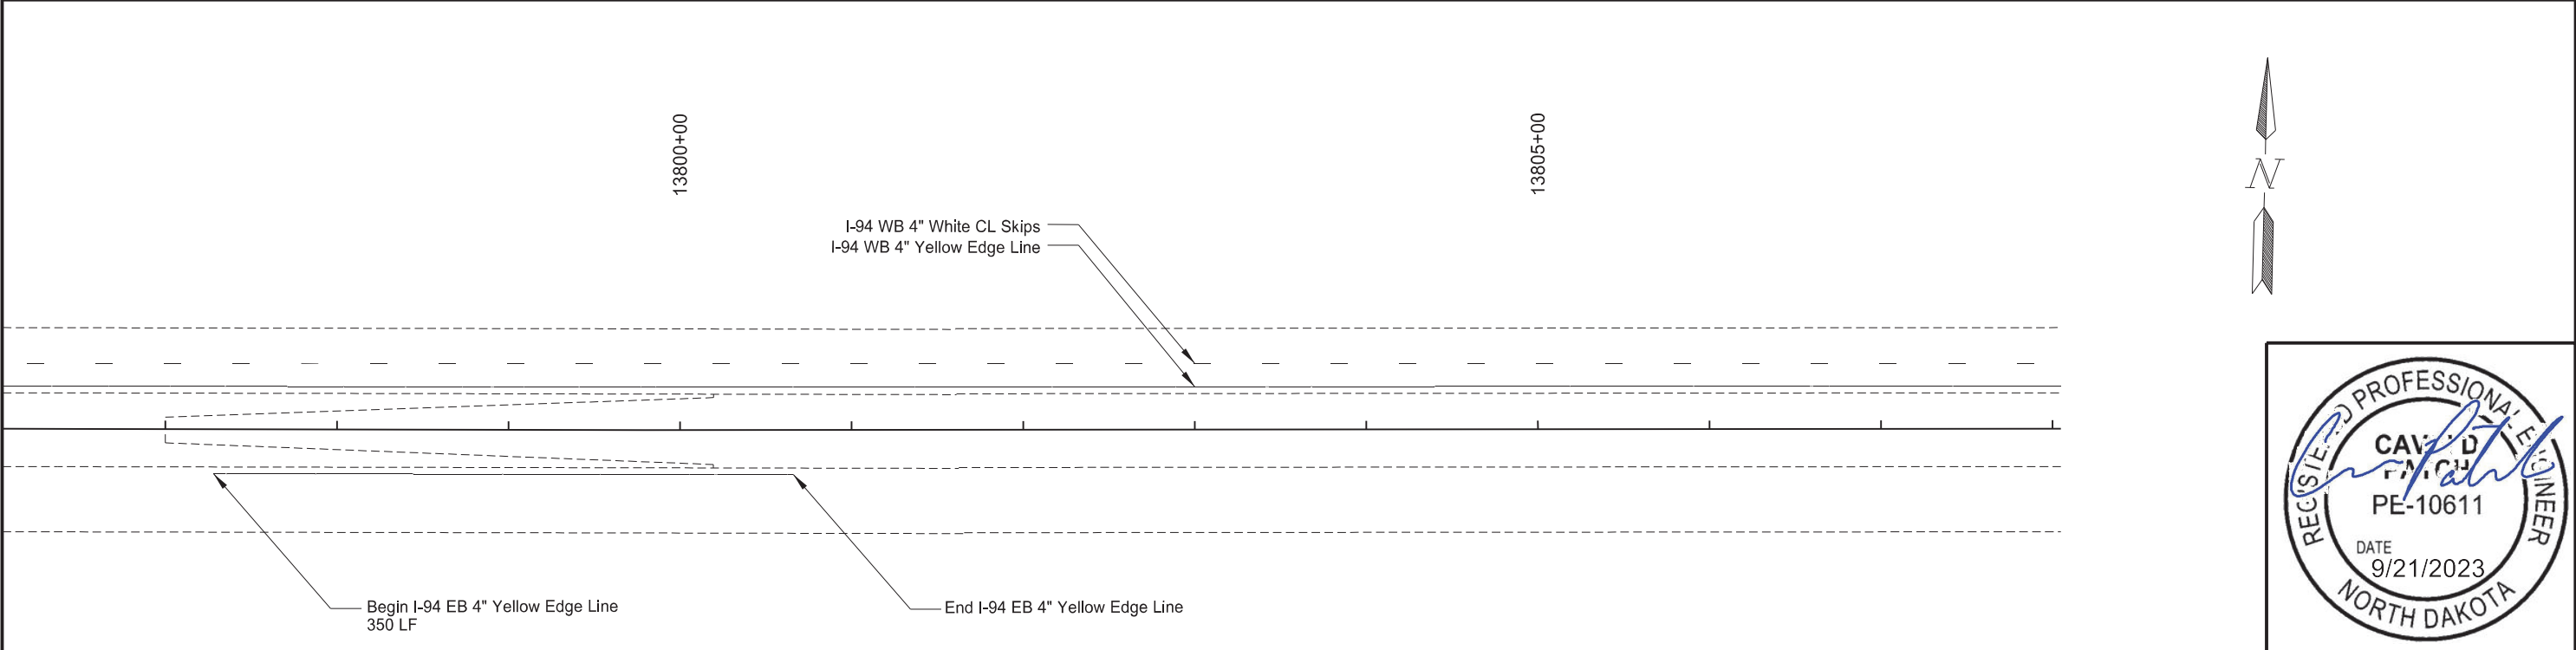 13800+00
13805+00
I-94 WB 4" White CL Skips
I-94 WB 4" Yellow Edge Line
N
Begin I-94 EB 4" Yellow Edge Line
350 LF
End I-94 EB 4" Yellow Edge Line
REGISTERED PROFESSIONAL ENGINEER
PE-10611
DATE
9/21/2023
NORTH DAKOTA